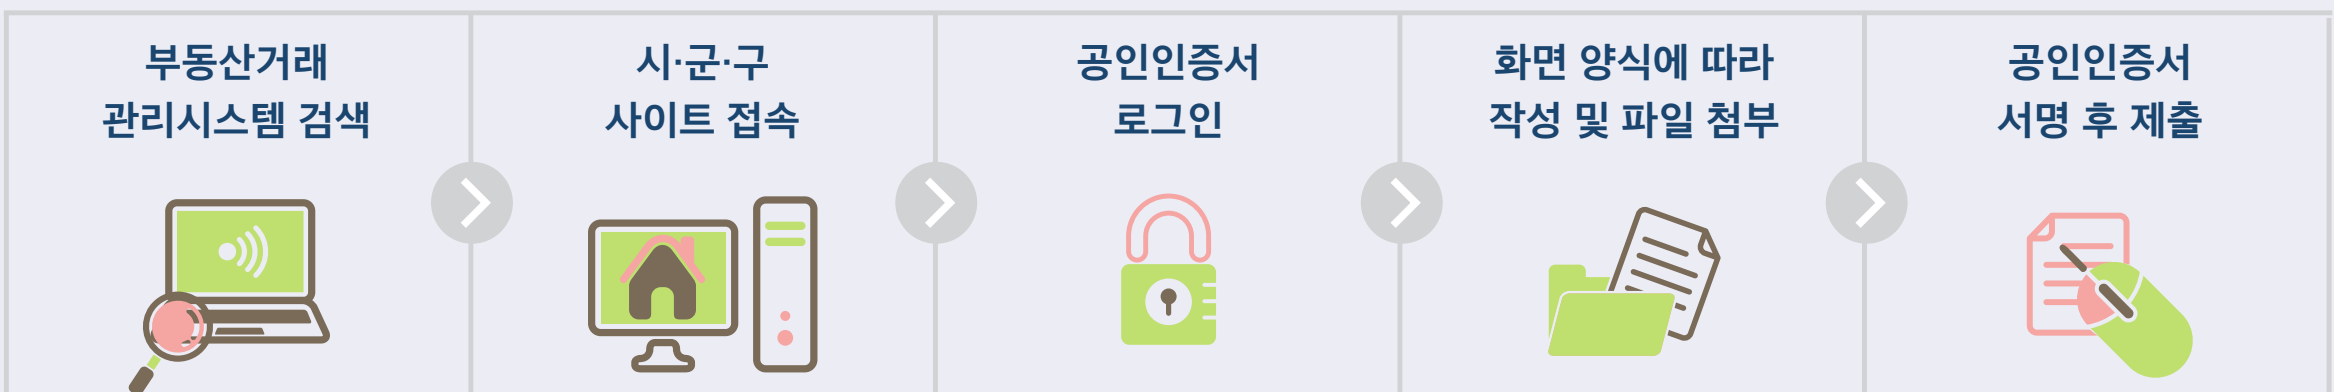 부동산거래
관리시스템 검색
시·군·구
사이트 접속
공인인증서
로그인
화면 양식에 따라
작성 및 파일 첨부
공인인증서
서명 후 제출